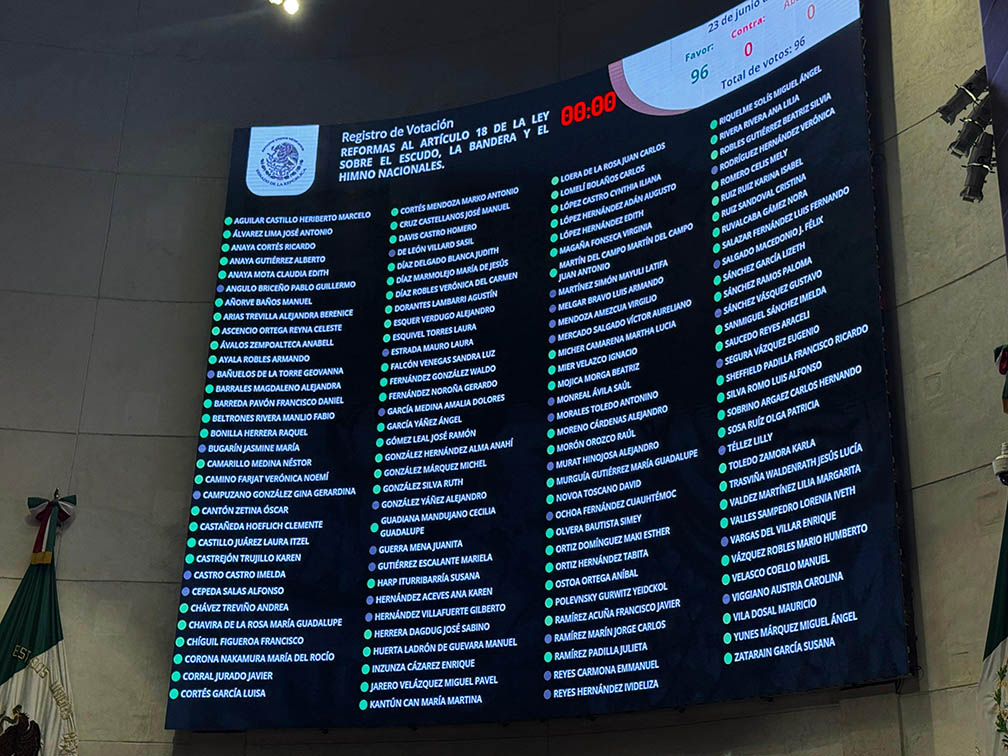 23 de junio
Favor:
96
Contra:
0
0
Total de votos: 96
Registro de Votación
REFORMAS AL ARTÍCULO 18 DE LA LEY
SOBRE EL ESCUDO, LA BANDERA Y EL
HIMNO NACIONALES.
00:00
AGUILAR CASTILLO HERIBERTO MARCELO
ÁLVAREZ LIMA JOSÉ ANTONIO
ANAYA CORTÉS RICARDO
ANAYA GUTIÉRREZ ALBERTO
ANAYA MOTA CLAUDIA EDITH
ANGULO BRICEÑO PABLO GUILLERMO
AÑORVE BAÑOS MANUEL
ARIAS TREVILLA ALEJANDRA BERENICE
ASCENCIO ORTEGA REYNA CELESTE
ÁVALOS ZEMPOALTECA ANABELL
AYALA ROBLES ARMANDO
BAÑUELOS DE LA TORRE GEOVANNA
BARRALES MAGDALENO ALEJANDRA
BARREDA PAVÓN FRANCISCO DANIEL
BELTRONES RIVERA MANLIO FABIO
BONILLA HERRERA RAQUEL
BUGARÍN JASMINE MARÍA
CAMARILLO MEDINA NÉSTOR
CAMINO FARJAT VERÓNICA NOEMÍ
CAMPUZANO GONZÁLEZ GINA GERARDINA
CANTÓN ZETINA ÓSCAR
CASTAÑEDA HOEFLICH CLEMENTE
CASTILLO JUÁREZ LAURA ITZEL
CASTREJÓN TRUJILLO KAREN
CASTRO CASTRO IMELDA
CEPEDA SALAS ALFONSO
CHÁVEZ TREVIÑO ANDREA
CHAVIRA DE LA ROSA MARÍA GUADALUPE
CHÍGUIL FIGUEROA FRANCISCO
CORONA NAKAMURA MARÍA DEL ROCÍO
CORRAL JURADO JAVIER
CORTÉS GARCÍA LUISA
CORTÉS MENDOZA MARKO ANTONIO
CRUZ CASTELLANOS JOSÉ MANUEL
DAVIS CASTRO HOMERO
DE LEÓN VILLARD SASIL
DÍAZ DELGADO BLANCA JUDITH
DÍAZ MARMOLEJO MARÍA DE JESÚS
DÍAZ ROBLES VERÓNICA DEL CARMEN
DORANTES LAMBARRI AGUSTÍN
ESQUER VERDUGO ALEJANDRO
ESQUIVEL TORRES LAURA
ESTRADA MAURO LAURA
FALCÓN VENEGAS SANDRA LUZ
FERNÁNDEZ GONZÁLEZ WALDO
FERNÁNDEZ NOROÑA GERARDO
GARCÍA MEDINA AMALIA DOLORES
GARCÍA YÁÑEZ ÁNGEL
GÓMEZ LEAL JOSÉ RAMÓN
GONZÁLEZ HERNÁNDEZ ALMA ANAHÍ
GONZÁLEZ MÁRQUEZ MICHEL
GONZÁLEZ SILVA RUTH
GONZÁLEZ YÁÑEZ ALEJANDRO
GUADIANA MANDUJANO CECILIA
GUADALUPE
GUERRA MENA JUANITA
GUTIÉRREZ ESCALANTE MARIELA
HARP ITURRIBARRÍA SUSANA
HERNÁNDEZ ACEVES ANA KAREN
HERNÁNDEZ VILLAFUERTE GILBERTO
HERRERA DAGDUG JOSÉ SABINO
HUERTA LADRÓN DE GUEVARA MANUEL
INZUNZA CÁZAREZ ENRIQUE
JARERO VELÁZQUEZ MIGUEL PAVEL
KANTÚN CAN MARÍA MARTINA
LOERA DE LA ROSA JUAN CARLOS
LOMELÍ BOLAÑOS CARLOS
LÓPEZ CASTRO CYNTHIA ILIANA
LÓPEZ HERNÁNDEZ ADÁN AUGUSTO
LÓPEZ HERNÁNDEZ EDITH
MAGAÑA FONSECA VIRGINIA
MARTÍN DEL CAMPO MARTÍN DEL CAMPO
JUAN ANTONIO
MARTÍNEZ SIMÓN MAYULI LATIFA
MELGAR BRAVO LUIS ARMANDO
MENDOZA AMEZCUA VIRGILIO
MERCADO SALGADO VÍCTOR AURELIANO
MICHER CAMARENA MARTHA LUCIA
MIER VELAZCO IGNACIO
MOJICA MORGA BEATRIZ
MONREAL ÁVILA SAÚL
MORALES TOLEDO ANTONINO
MORENO CÁRDENAS ALEJANDRO
MORÓN OROZCO RAÚL
MURAT HINOJOSA ALEJANDRO
MURGUÍA GUTIÉRREZ MARÍA GUADALUPE
NOVOA TOSCANO DAVID
OCHOA FERNÁNDEZ CUAUHTÉMOC
OLVERA BAUTISTA SIMEY
ORTIZ DOMÍNGUEZ MAKI ESTHER
ORTIZ HERNÁNDEZ TABITA
OSTOA ORTEGA ANÍBAL
POLEVNSKY GURWITZ YEIDCKOL
RAMÍREZ ACUÑA FRANCISCO JAVIER
RAMÍREZ MARÍN JORGE CARLOS
RAMÍREZ PADILLA JULIETA
REYES CARMONA EMMANUEL
REYES HERNÁNDEZ IVIDELIZA
RIQUELME SOLÍS MIGUEL ÁNGEL
RIVERA RIVERA ANA LILIA
ROBLES GUTIÉRREZ BEATRIZ SILVIA
RODRÍGUEZ HERNÁNDEZ VERÓNICA
ROMERO CELIS MELY
RUIZ RUIZ KARINA ISABEL
RUIZ SANDOVAL CRISTINA
RUVALCABA GÁMEZ NORA
SALAZAR FERNÁNDEZ LUIS FERNANDO
SALGADO MACEDONIO J. FÉLIX
SÁNCHEZ GARCÍA LIZETH
SÁNCHEZ RAMOS PALOMA
SÁNCHEZ VÁSQUEZ GUSTAVO
SANMIGUEL SÁNCHEZ IMELDA
SAUCEDO REYES ARACELI
SEGURA VÁZQUEZ EUGENIO
SHEFFIELD PADILLA FRANCISCO RICARDO
SILVA ROMO LUIS ALFONSO
SOBRINO ARGAEZ CARLOS HERNANDO
SOSA RUÍZ OLGA PATRICIA
TÉLLEZ LILLY
TOLEDO ZAMORA KARLA
TRASVIÑA WALDENRATH JESÚS LUCÍA
VALDEZ MARTÍNEZ LILIA MARGARITA
VALLES SAMPEDRO LORENIA IVETH
VARGAS DEL VILLAR ENRIQUE
VÁZQUEZ ROBLES MARIO HUMBERTO
VELASCO COELLO MANUEL
VIGGIANO AUSTRIA CAROLINA
VILA DOSAL MAURICIO
YUNES MÁRQUEZ MIGUEL ÁNGEL
ZATARAIN GARCÍA SUSANA